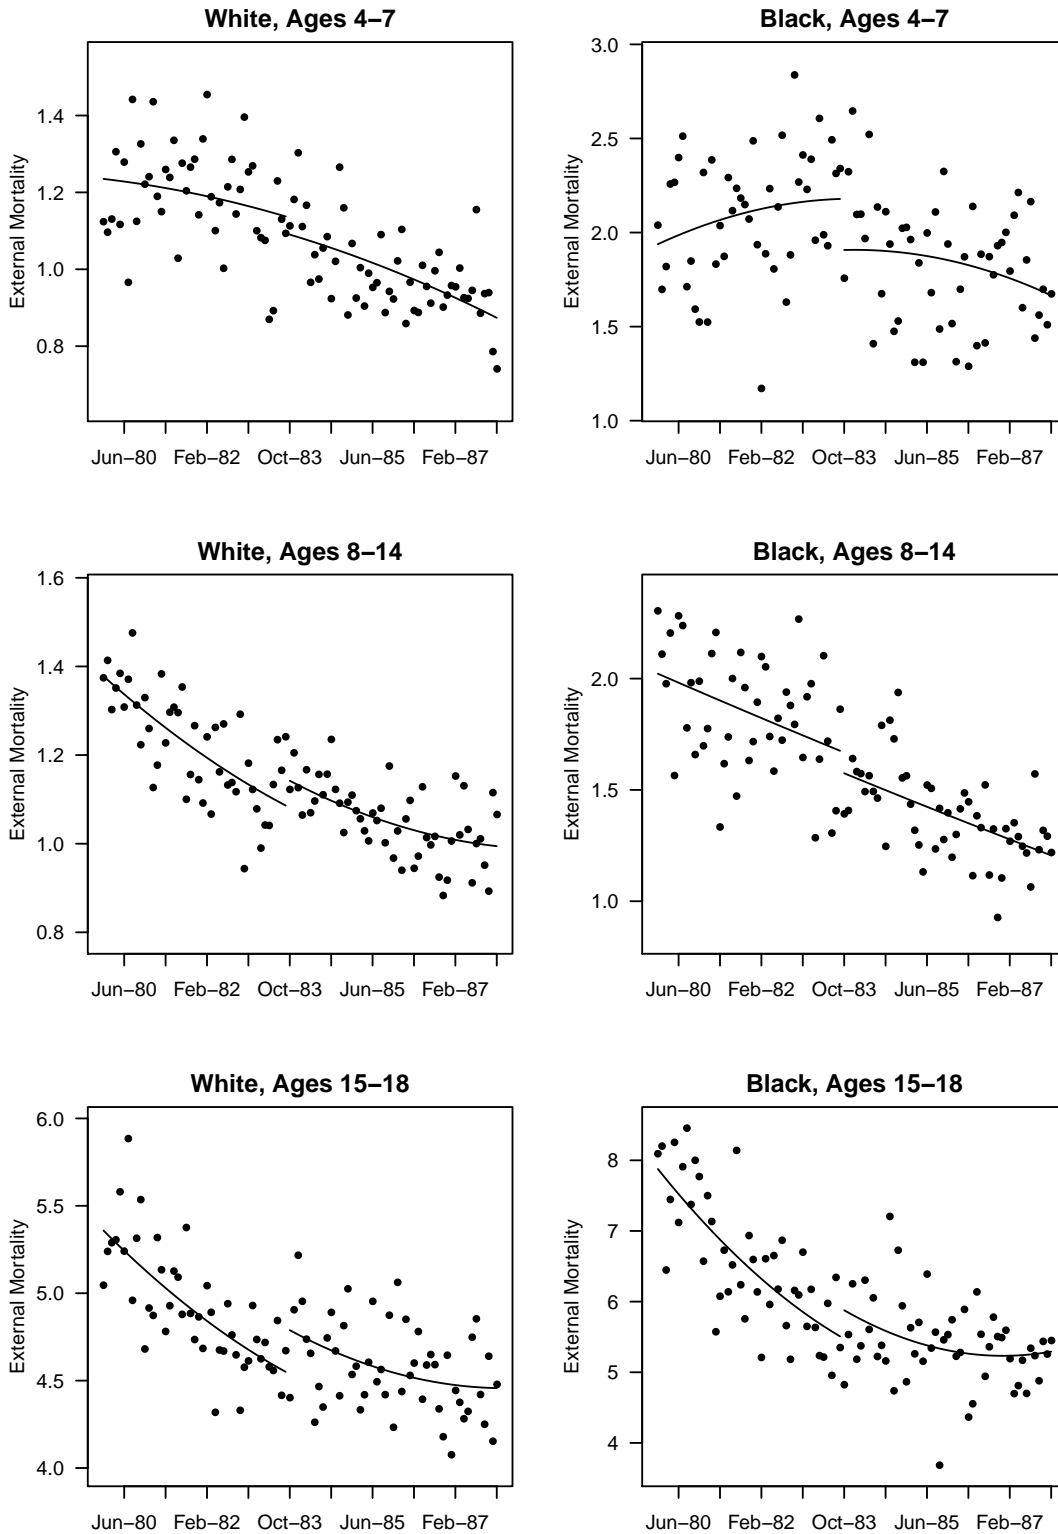 White, Ages 4−7
External Mortality
1.4
1.2
1.0
0.8
Jun−80 Feb−82 Oct−83 Jun−85 Feb−87
Black, Ages 4−7
External Mortality
3.0
2.5
2.0
1.5
1.0
Jun−80 Feb−82 Oct−83 Jun−85 Feb−87
White, Ages 8−14
External Mortality
1.6
1.4
1.2
1.0
0.8
Jun−80 Feb−82 Oct−83 Jun−85 Feb−87
Black, Ages 8−14
External Mortality
2.0
1.5
1.0
Jun−80 Feb−82 Oct−83 Jun−85 Feb−87
White, Ages 15−18
External Mortality
6.0
5.5
5.0
4.5
4.0
Jun−80 Feb−82 Oct−83 Jun−85 Feb−87
Black, Ages 15−18
External Mortality
8
7
6
5
4
Jun−80 Feb−82 Oct−83 Jun−85 Feb−87